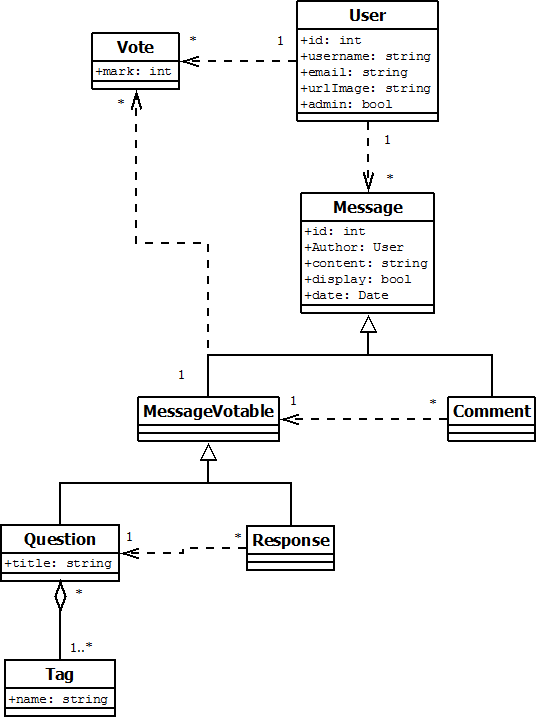 User
+id: int
+username: string
+email: string
+urlImage: string
+admin: bool
Vote
+mark: int
* 1
*
1
*
Message
+id: int
+Author: User
+content: string
+display: bool
+date: Date
1
MessageVotable
1 *
Comment
Question
+title: string
1 *
Response
*
1..*
Tag
+name: string